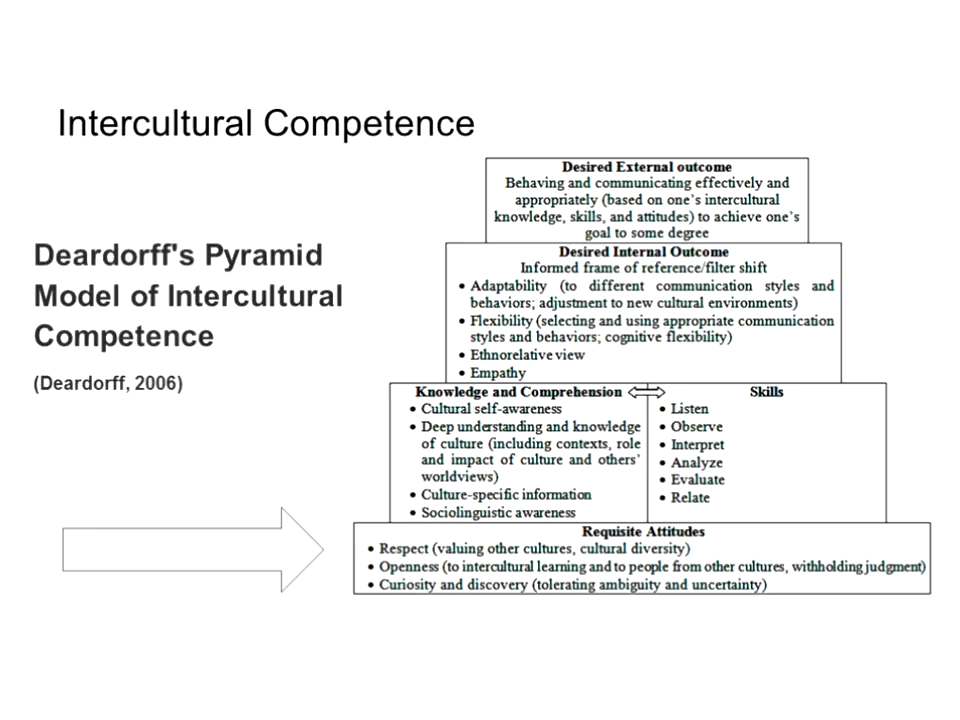 Intercultural Competence
Deardorff's Pyramid
Model of Intercultural
Competence
(Deardorff, 2006)
Desired External outcome
Behaving and communicating effectively and
appropriately (based on one's intercultural
knowledge, skills, and attitudes) to achieve one's
goal to some degree
Desired Internal Outcome
Informed frame of reference/filter shift
• Adaptability (to different communication styles and
behaviors; adjustment to new cultural environments)
• Flexibility (selecting and using appropriate communication
styles and behaviors; cognitive flexibility)
• Ethnorelative view
• Empathy
Knowledge and Comprehension
• Cultural self-awareness
• Deep understanding and knowledge
of culture (including contexts, role
and impact of culture and others'
worldviews)
• Culture-specific information
• Sociolinguistic awareness
Skills
• Listen
• Observe
• Interpret
• Analyze
• Evaluate
• Relate
Requisite Attitudes
• Respect (valuing other cultures, cultural diversity)
• Openness (to intercultural learning and to people from other cultures, withholding judgment)
• Curiosity and discovery (tolerating ambiguity and uncertainty)